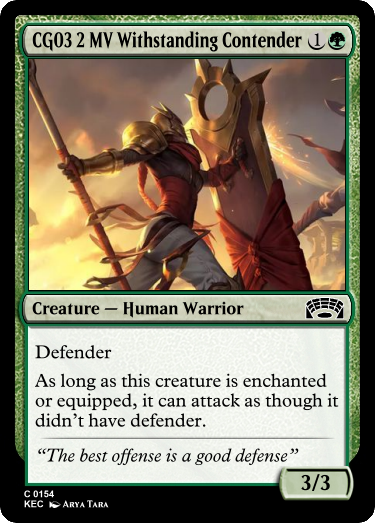 CG03 2 MV Withstanding Contender 1
Creature — Human Warrior
Defender
As long as this creature is enchanted
or equipped, it can attack as though it
didn't have defender.
“The best offense is a good defense”
3/3
C 0154
KEC Arya Tara